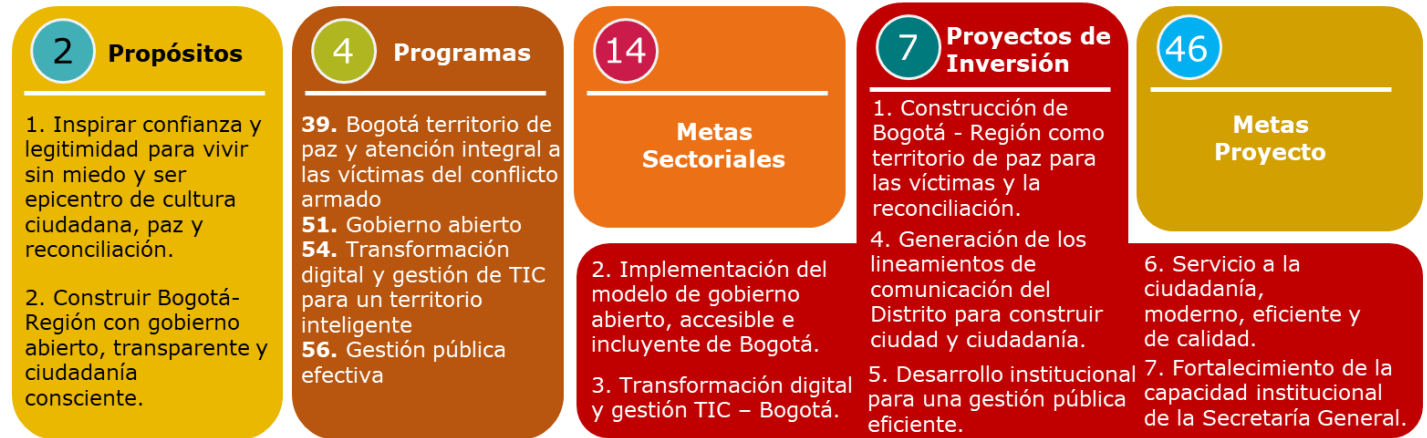 2 Propósitos
1. Inspirar confianza y
legitimidad para vivir
sin miedo y ser
epicentro de cultura
ciudadana, paz y
reconciliación.
2. Construir Bogotá-
Región con gobierno
abierto, transparente y
ciudadanía
consciente.
4 Programas
39. Bogotá territorio de
paz y atención integral a
las víctimas del conflicto
armado
51. Gobierno abierto
54. Transformación
digital y gestión de TIC
para un territorio
inteligente
56. Gestión pública
efectiva
14
Metas
Sectoriales
7 Proyectos de
Inversión
1. Construcción de
Bogotá - Región como
territorio de paz para
las víctimas y la
reconciliación.
2. Implementación del
modelo de gobierno
abierto, accesible e
incluyente de Bogotá.
3. Transformación digital
y gestión TIC – Bogotá.
4. Generación de los
lineamientos de
comunicación del
Distrito para construir
ciudad y ciudadanía.
5. Desarrollo institucional
para una gestión pública
eficiente.
6. Servicio a la
ciudadanía,
moderno, eficiente y
de calidad.
7. Fortalecimiento de la
capacidad institucional
de la Secretaría General.
46
Metas
Proyecto